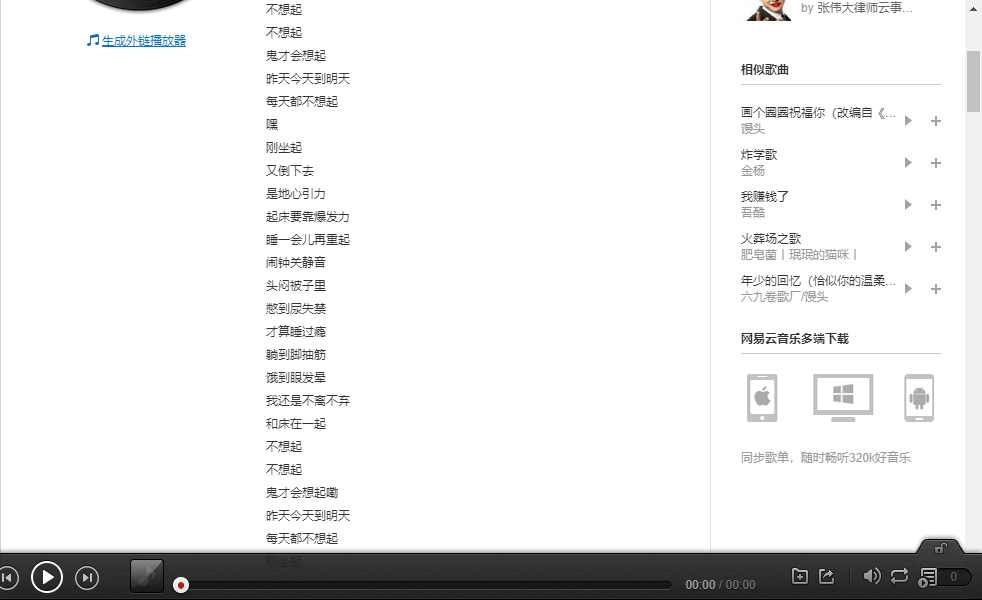 生成外链播放器
不想起
不想起
鬼才会想起
昨天今天到明天
每天都不想起
嘿
刚坐起
又倒下去
是地心引力
起床要靠爆发力
睡一会儿再重起
闹钟关静音
头闷被子里
憋到尿失禁
才算睡过瘾
躺到脚抽筋
饿到眼发晕
我还是不离不弃
和床在一起
不想起
不想起
鬼才会想起嘞
昨天今天到明天
每天都不想起
刚坐起
by 张伟大律师云事...
相似歌曲
画个圆圆祝福你（改编自《...
馒头
炸学歌
金杨
我赚钱了
吾酷
火葬场之歌
肥皂菌丨珉珉的猫咪丨
年少的回忆（恰似你的温柔...
六九卷歌厂/馒头
网易云音乐多端下载
同步歌单，随时畅听320k好音乐
00:00 / 00:00
0